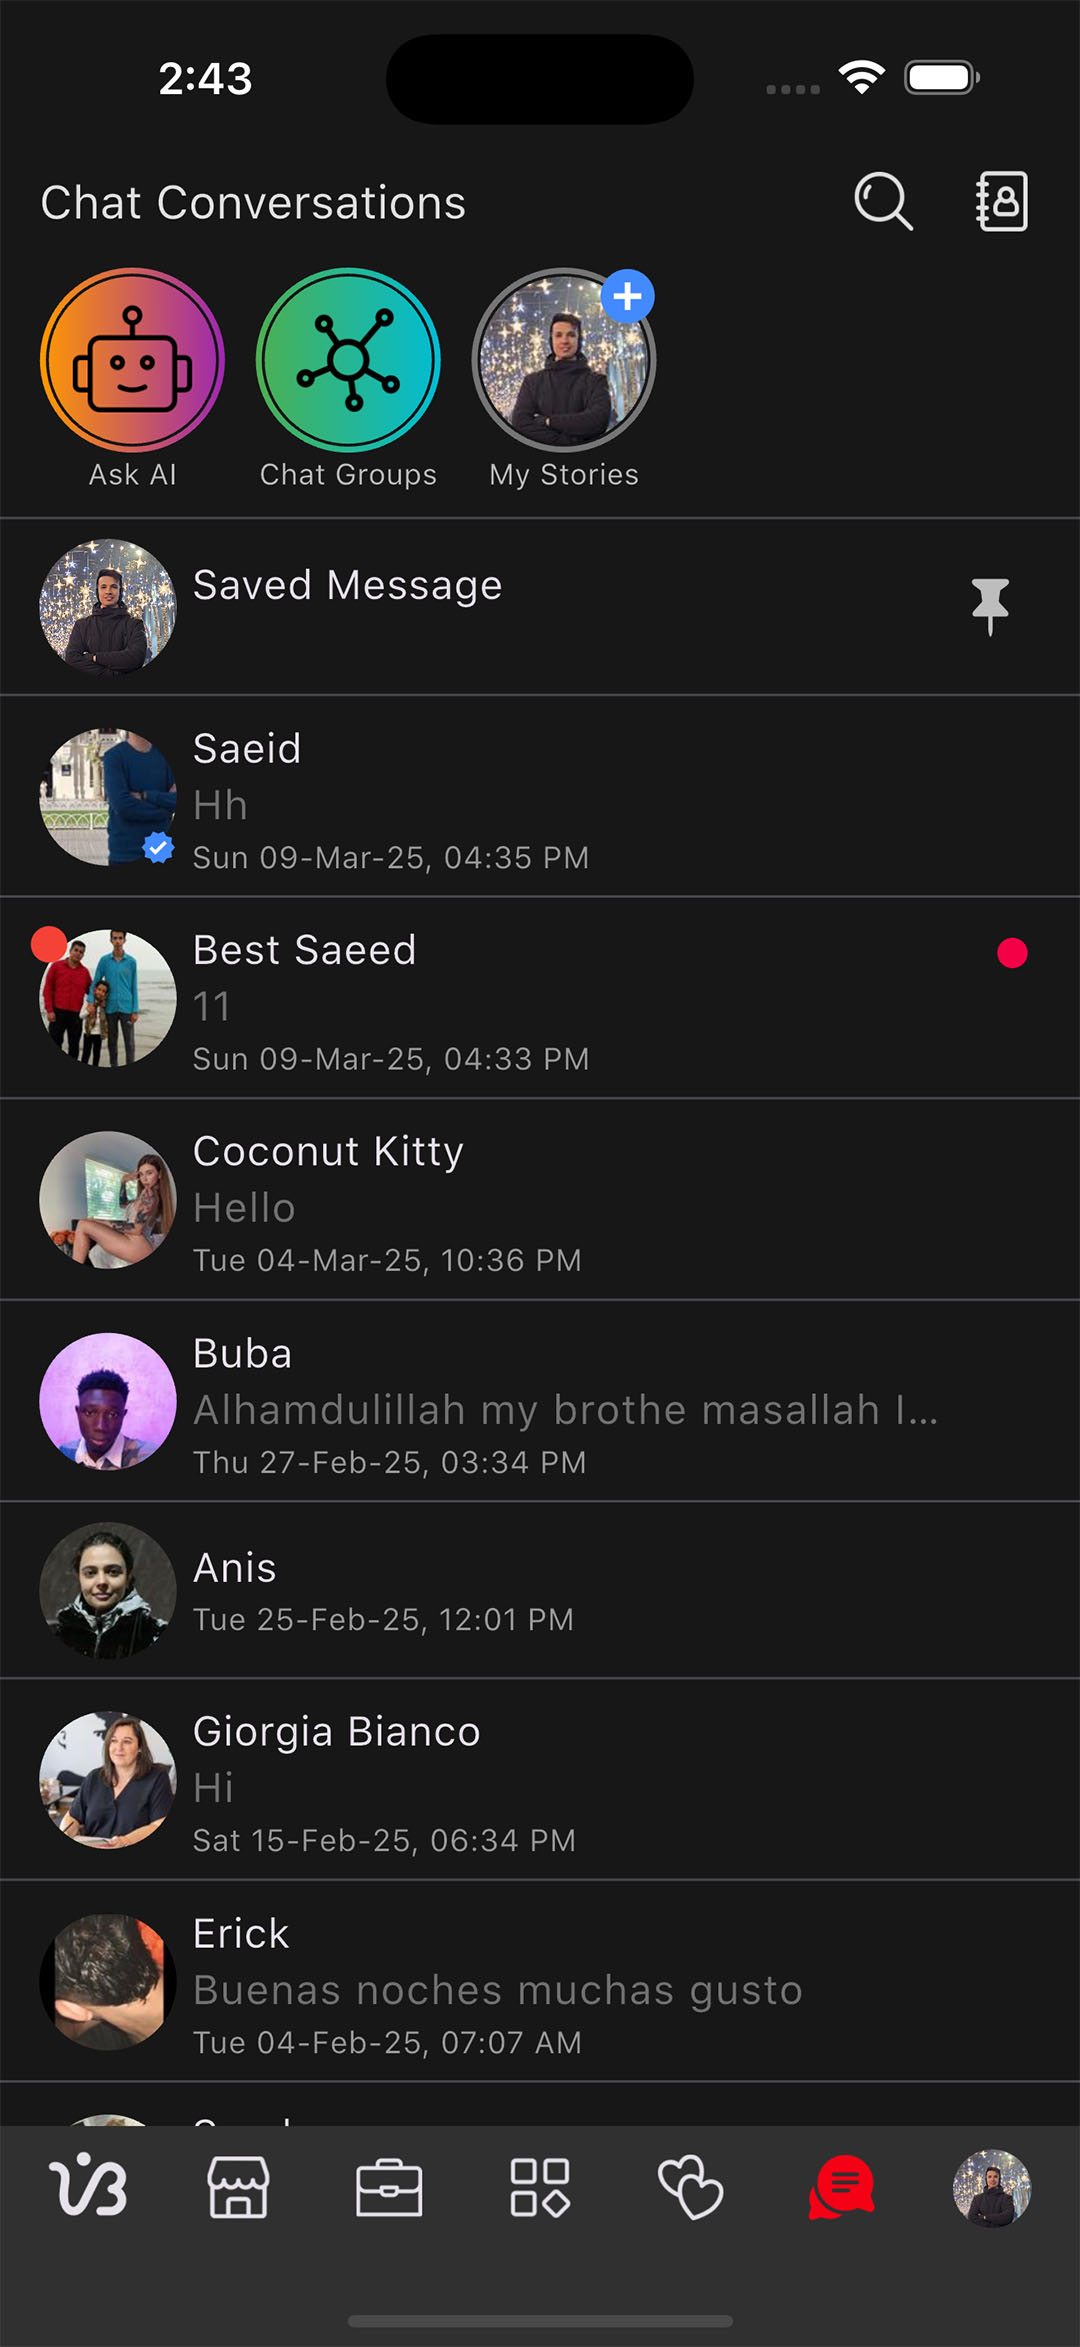 2:43
Chat Conversations
Ask AI
Chat Groups
My Stories
Saved Message
Saeid
Hh
Sun 09-Mar-25, 04:35 PM
Best Saeed
11
Sun 09-Mar-25, 04:33 PM
Coconut Kitty
Hello
Tue 04-Mar-25, 10:36 PM
Buba
Alhamdulillah my brothe masallah I...
Thu 27-Feb-25, 03:34 PM
Anis
Tue 25-Feb-25, 12:01 PM
Giorgia Bianco
Hi
Sat 15-Feb-25, 06:34 PM
Erick
Buenas noches muchas gusto
Tue 04-Feb-25, 07:07 AM